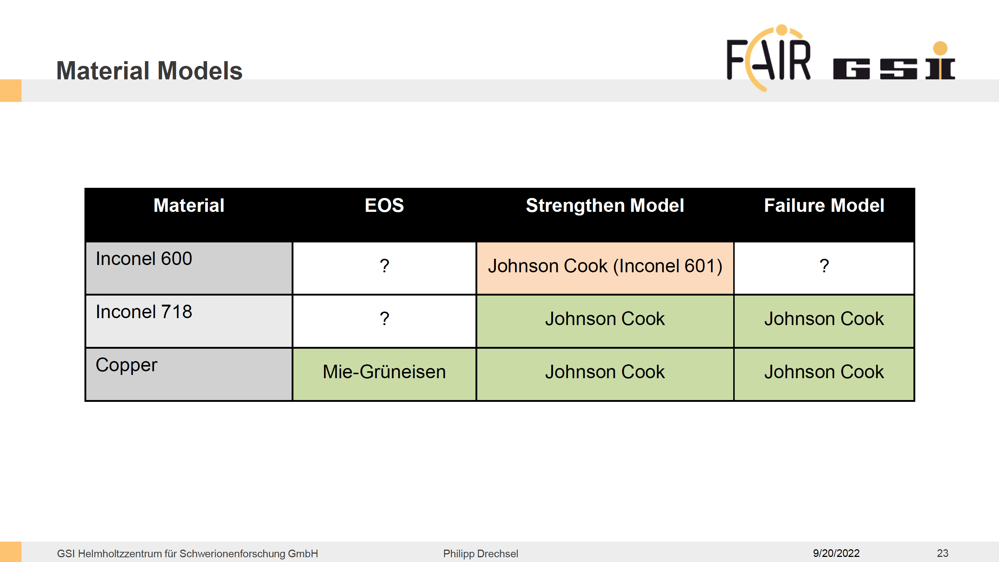 FAIR GSI
Material Models
Material EOS Strengthen Model Failure Model
Inconel 600 ? Johnson Cook (Inconel 601) ?
Inconel 718 ? Johnson Cook Johnson Cook
Copper Mie-Grüneisen Johnson Cook Johnson Cook
GSI Helmholtzzentrum für Schwerionenforschung GmbH Philipp Drechsel 9/20/2022 23